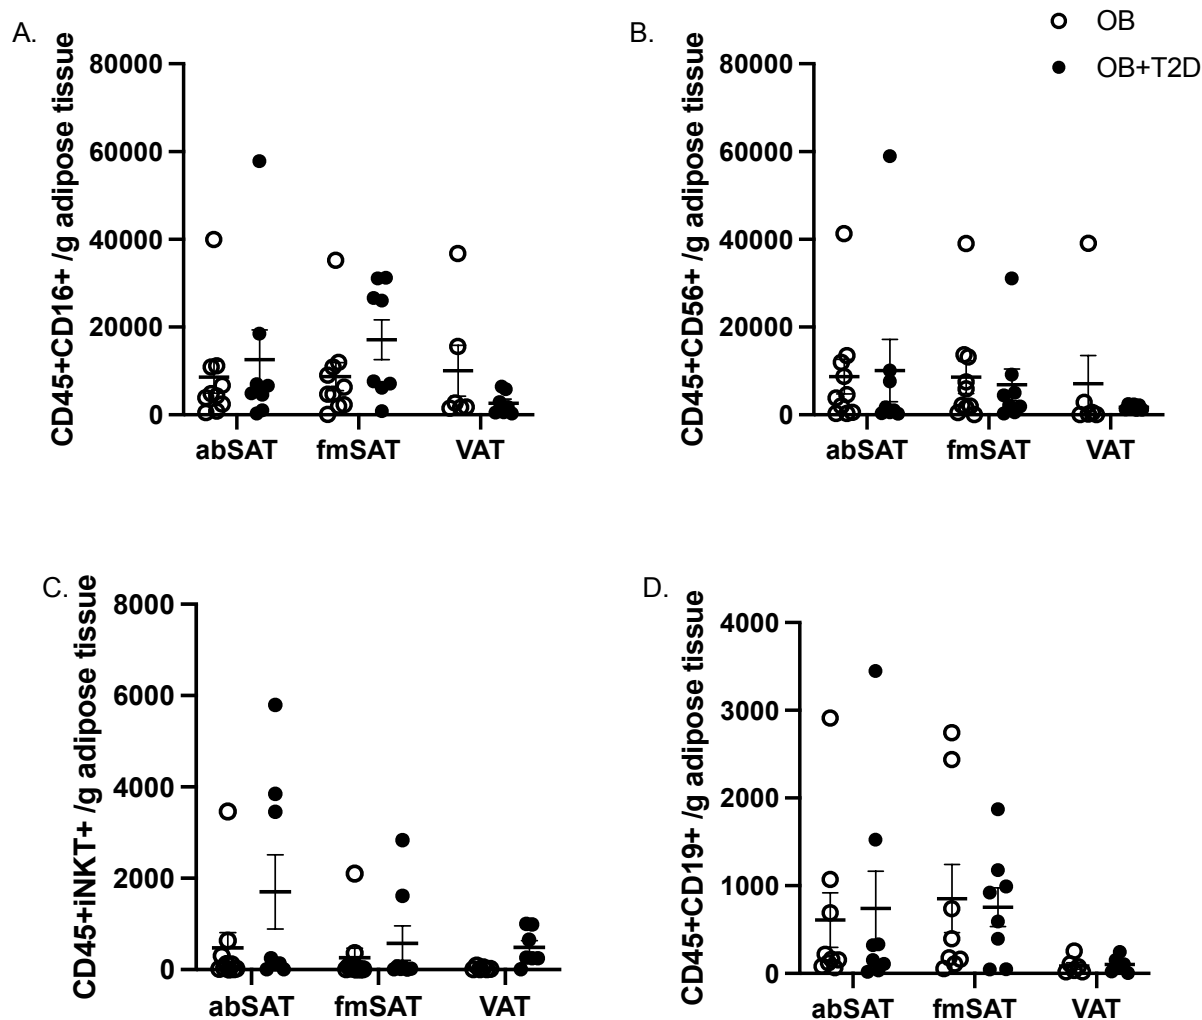 A.
CD45+CD16+ /g adipose tissue
80000
60000
40000
20000
0
abSAT fmSAT VAT
B.
CD45+CD56+ /g adipose tissue
80000
60000
40000
20000
0
abSAT fmSAT VAT
OB
OB+T2D
C.
CD45+iNKT+ /g adipose tissue
8000
6000
4000
2000
0
abSAT fmSAT VAT
D.
CD45+CD19+ /g adipose tissue
4000
3000
2000
1000
0
abSAT fmSAT VAT